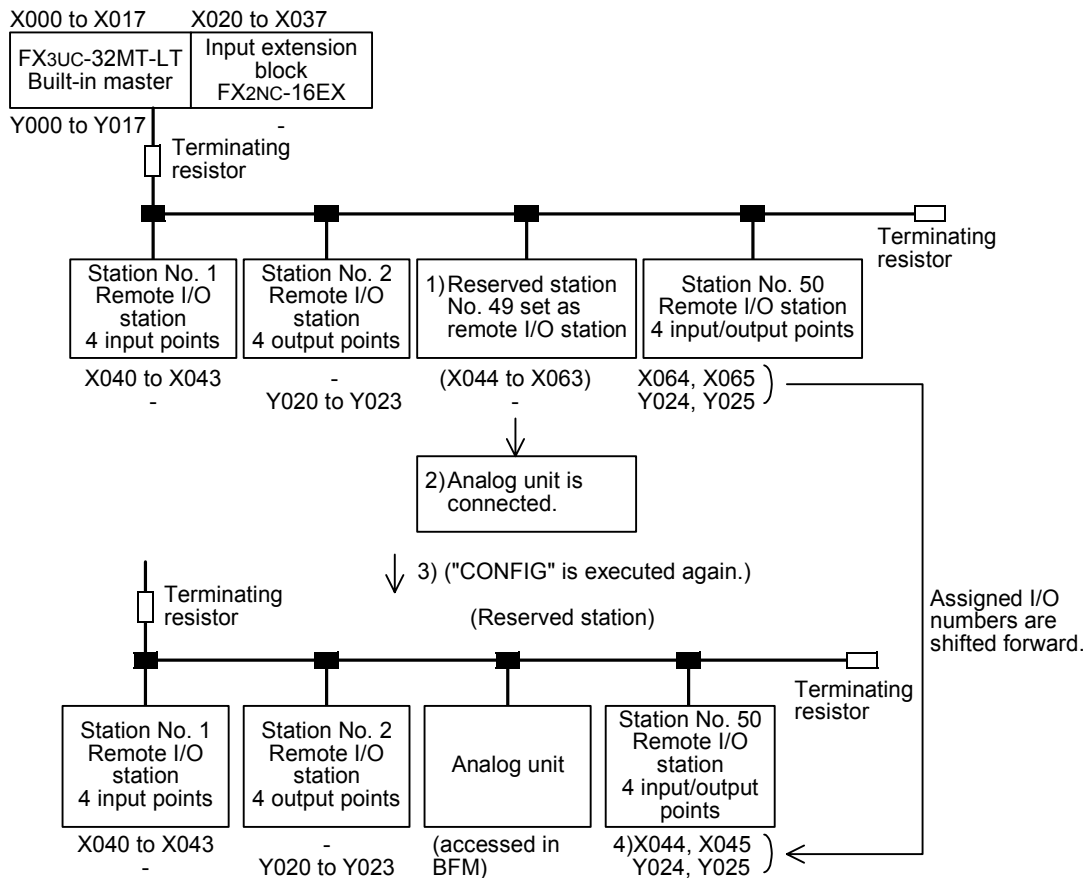 X000 to X017
X020 to X037
FX3UC-32MT-LT
Built-in master
Input extension
block
FX2NC-16EX
Y000 to Y017
-
Terminating
resistor
Terminating
resistor
Station No. 1
Remote I/O
station
4 input points
Station No. 2
Remote I/O
station
4 output points
1) Reserved station
No. 49 set as
remote I/O station
Station No. 50
Remote I/O station
4 input/output points
X040 to X043
-
-
Y020 to Y023
(X044 to X063)
-
X064, X065
Y024, Y025
2) Analog unit is
connected.
3) ("CONFIG" is executed again.)
Terminating
resistor
(Reserved station)
Assigned I/O
numbers are
shifted forward.
Terminating
resistor
Station No. 1
Remote I/O
station
4 input points
Station No. 2
Remote I/O
station
4 output points
Analog unit
Station No. 50
Remote I/O
station
4 input/output
points
X040 to X043
-
-
Y020 to Y023
(accessed in
BFM)
4) X044, X045
Y024, Y025